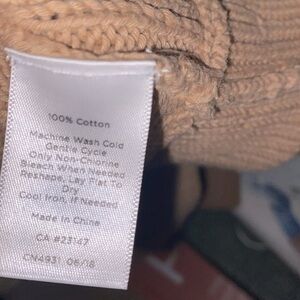 100% Cotton
Machine Wash Cold
Gentle Cycle
Only Non-Chlorine
Bleach When Needed
Reshape, Lay Flat To
Dry
Cool Iron, If Needed
Made In China
CA #23147
CN4931 06/18